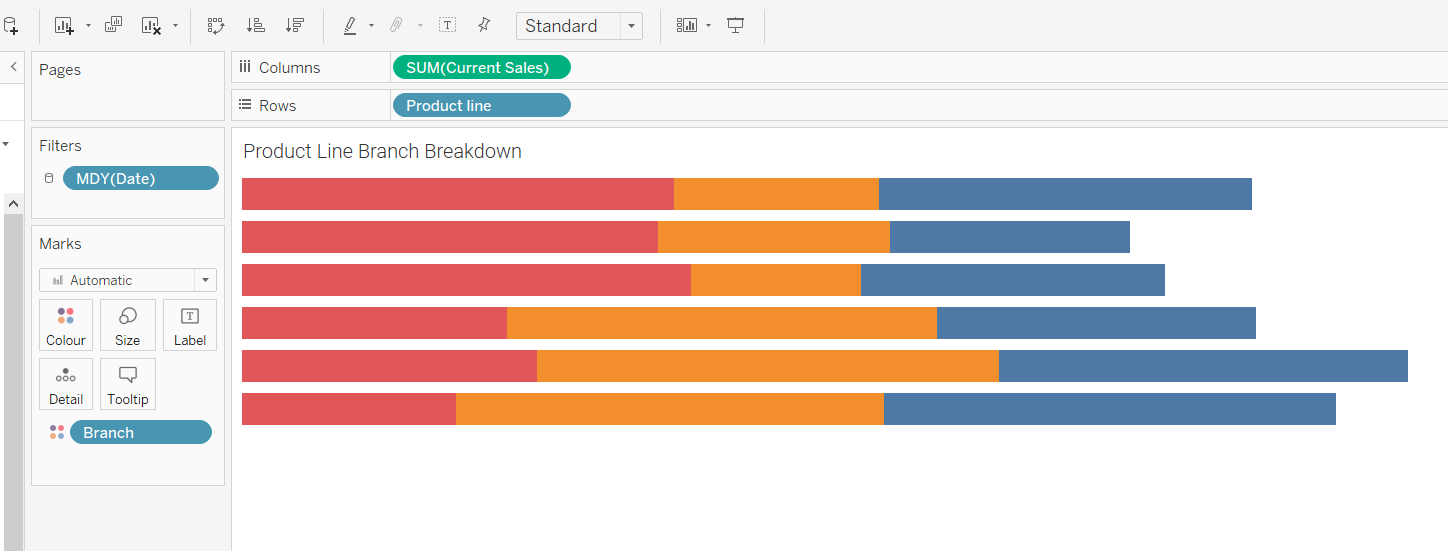 Standard
Pages
Columns
SUM(Current Sales)
Rows
Product line
Filters
MDY(Date)
Product Line Branch Breakdown
Marks
Automatic
Colour
Size
T
Label
Detail
Tooltip
Branch